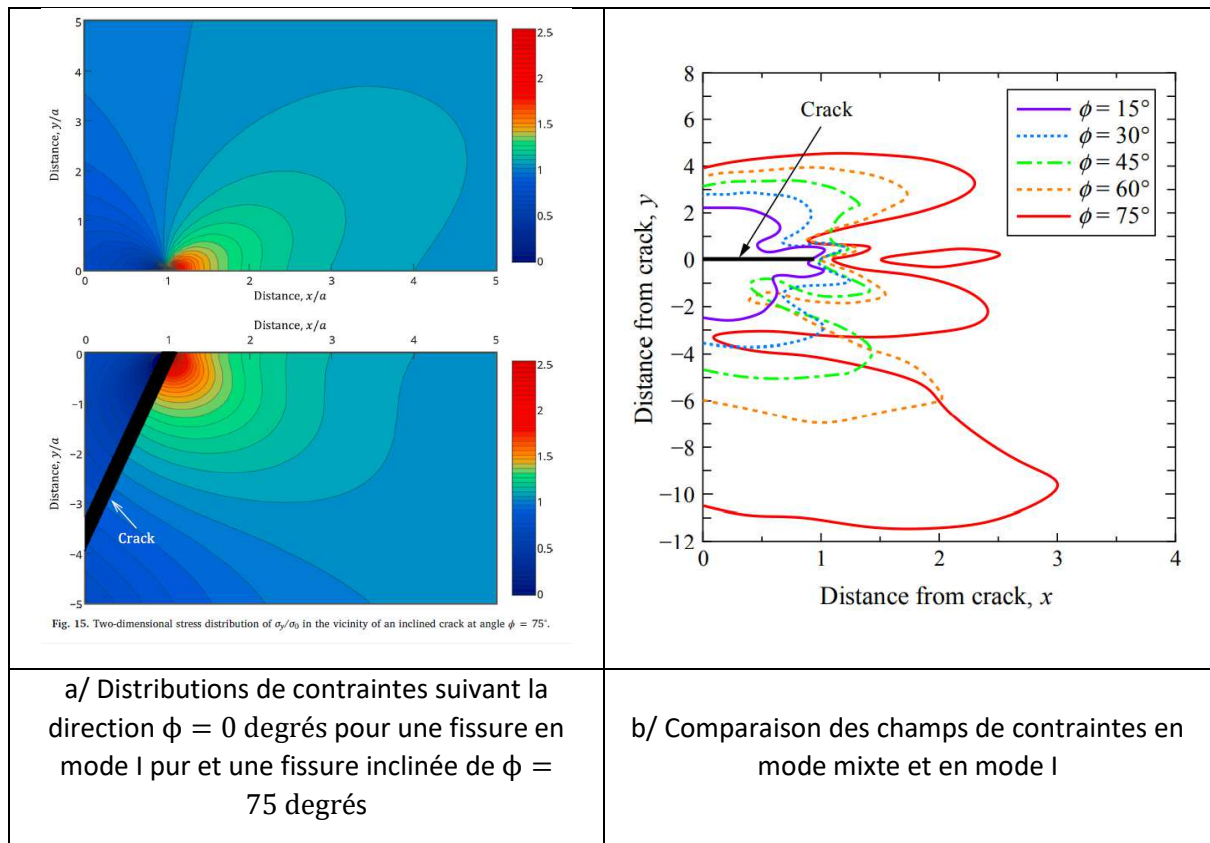 5
4
3
2
1
0
Distance, y/a
0
1
2
3
4
5
Distance, x/a
2.5
2
1.5
1
0.5
0
Distance, x/a
0
1
2
3
4
5
0
−1
−2
−3
−4
−5
Distance, y/a
Crack
2.5
2
1.5
1
0.5
0
Fig. 15. Two-dimensional stress distribution of σy/σ0 in the vicinity of an inclined crack at angle ϕ = 75°.
8
6
4
2
0
−2
−4
−6
−8
−10
−12
Distance from crack, y
Crack
ϕ = 15°
ϕ = 30°
ϕ = 45°
ϕ = 60°
ϕ = 75°
0
1
2
3
4
Distance from crack, x
a/ Distributions de contraintes suivant la
direction ϕ = 0 degrés pour une fissure en
mode I pur et une fissure inclinée de ϕ =
75 degrés
b/ Comparaison des champs de contraintes en
mode mixte et en mode I